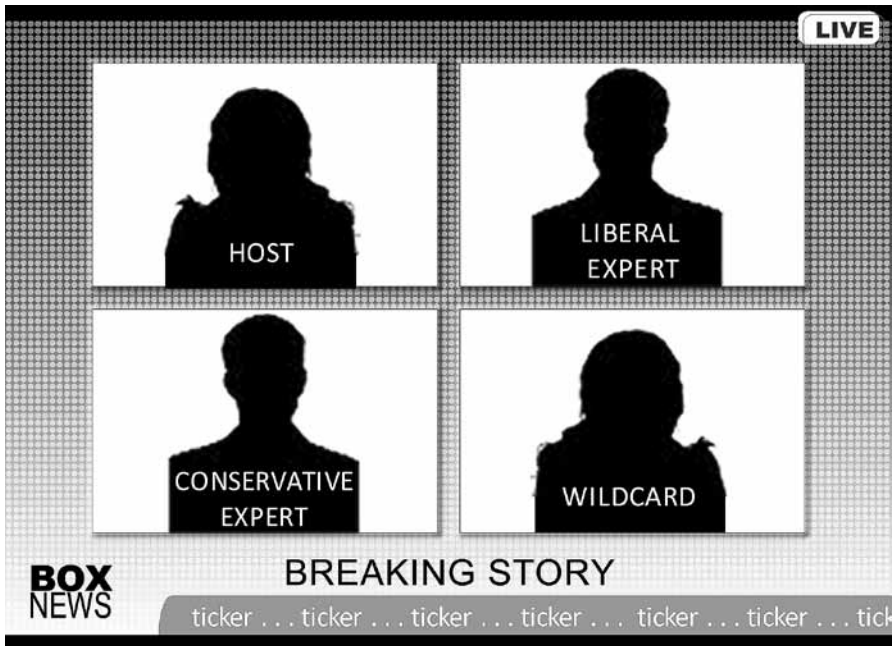 LIVE
HOST
LIBERAL
EXPERT
CONSERVATIVE
EXPERT
WILDCARD
BREAKING STORY
BOX
NEWS
ticker . . . ticker . . . ticker . . . ticker . . . ticker . . . ticker . . . tick